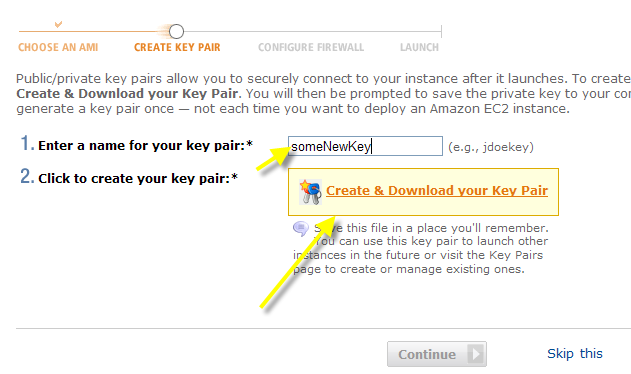 CHOOSE AN AMI CREATE KEY PAIR CONFIGURE FIREWALL LAUNCH
Public/private key pairs allow you to securely connect to your instance after it launches. To create
Create & Download your Key Pair. You will then be prompted to save the private key to your
generate a key pair once — not each time you want to deploy an Amazon EC2 instance.
1. Enter a name for your key pair:* someNewKey (e.g., jdoekey)
2. Click to create your key pair:*
Create & Download your Key Pair
this file in a place you'll remember.
You can use this key pair to launch other
instances in the future or visit the Key Pairs
page to create or manage existing ones.
Continue Skip this